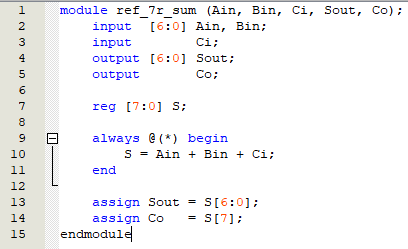 1 module ref_7r_sum (Ain, Bin, Ci, Sout, Co);
2 input [6:0] Ain, Bin;
3 input Ci;
4 output [6:0] Sout;
5 output Co;
6
7 reg [7:0] S;
8
9 always @(*) begin
10 S = Ain + Bin + Ci;
11 end
12
13 assign Sout = S[6:0];
14 assign Co = S[7];
15 endmodule